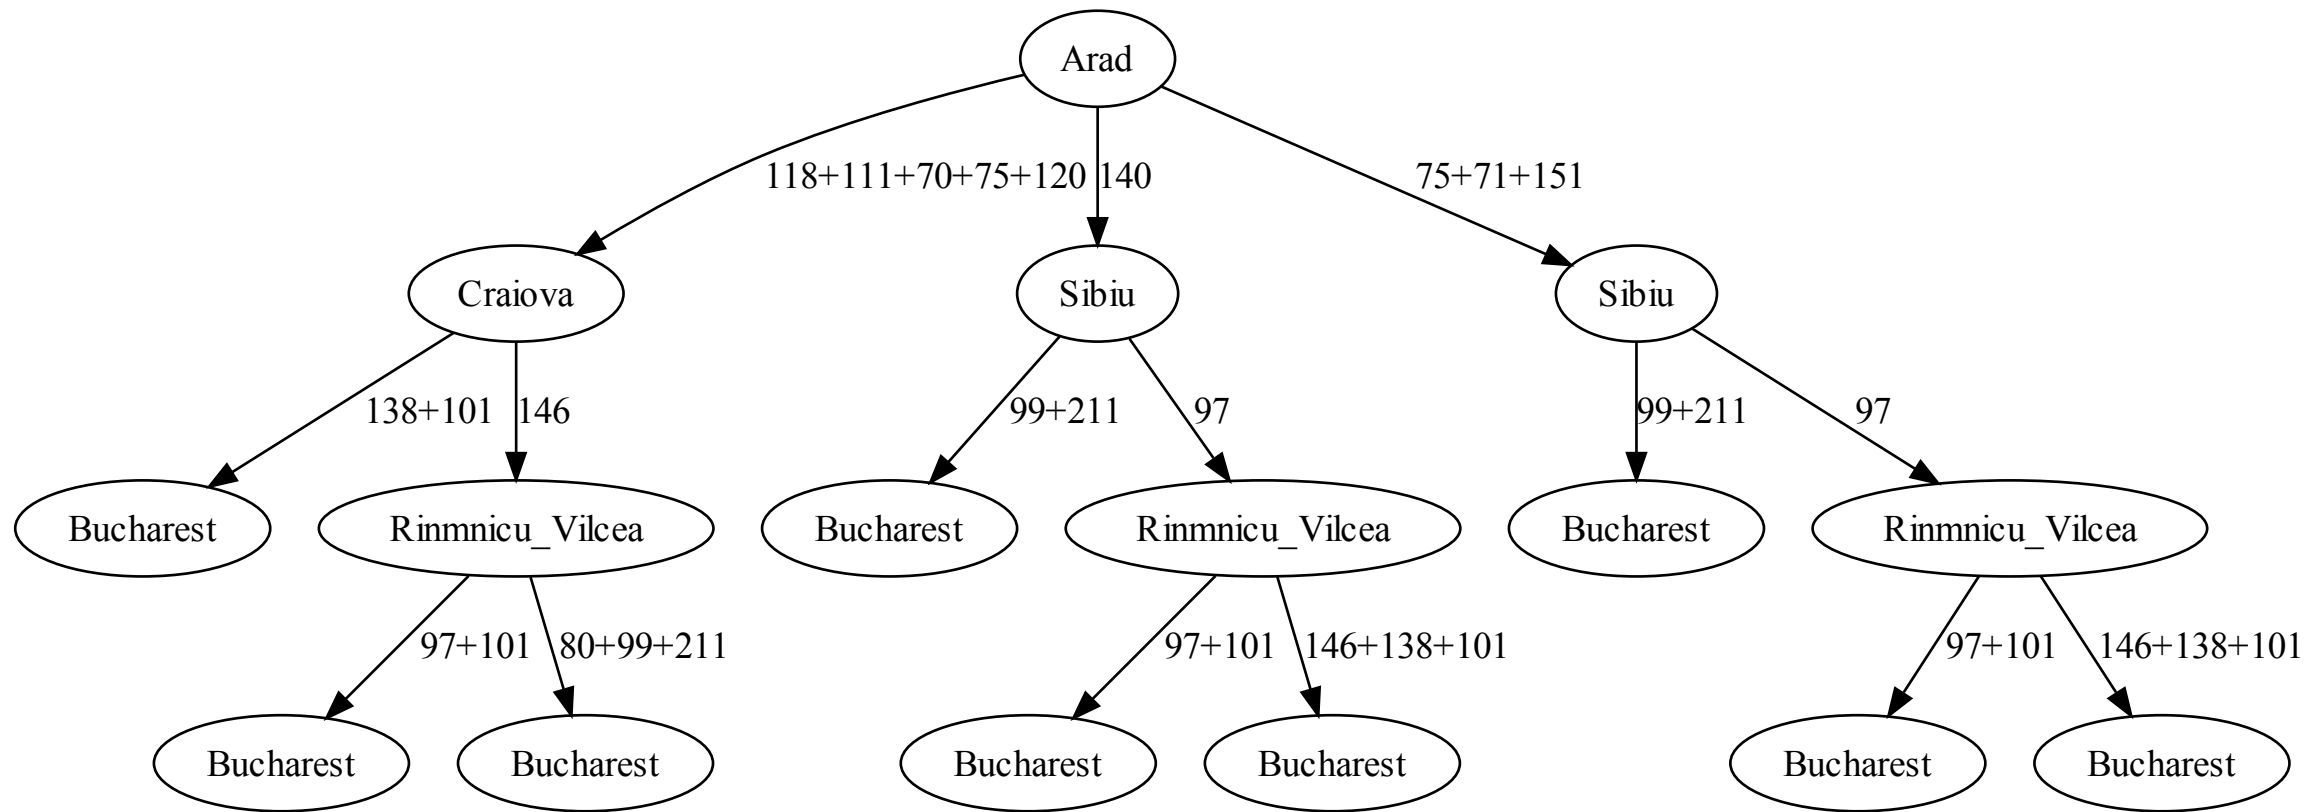 Arad
118+111+70+75+120
140
75+71+151
Craiova
Sibiu
Sibiu
138+101
146
99+211
97
99+211
97
Bucharest
Rinmnicu_Vilcea
Bucharest
Rinmnicu_Vilcea
Bucharest
Rinmnicu_Vilcea
97+101
80+99+211
97+101
146+138+101
97+101
146+138+101
Bucharest
Bucharest
Bucharest
Bucharest
Bucharest
Bucharest